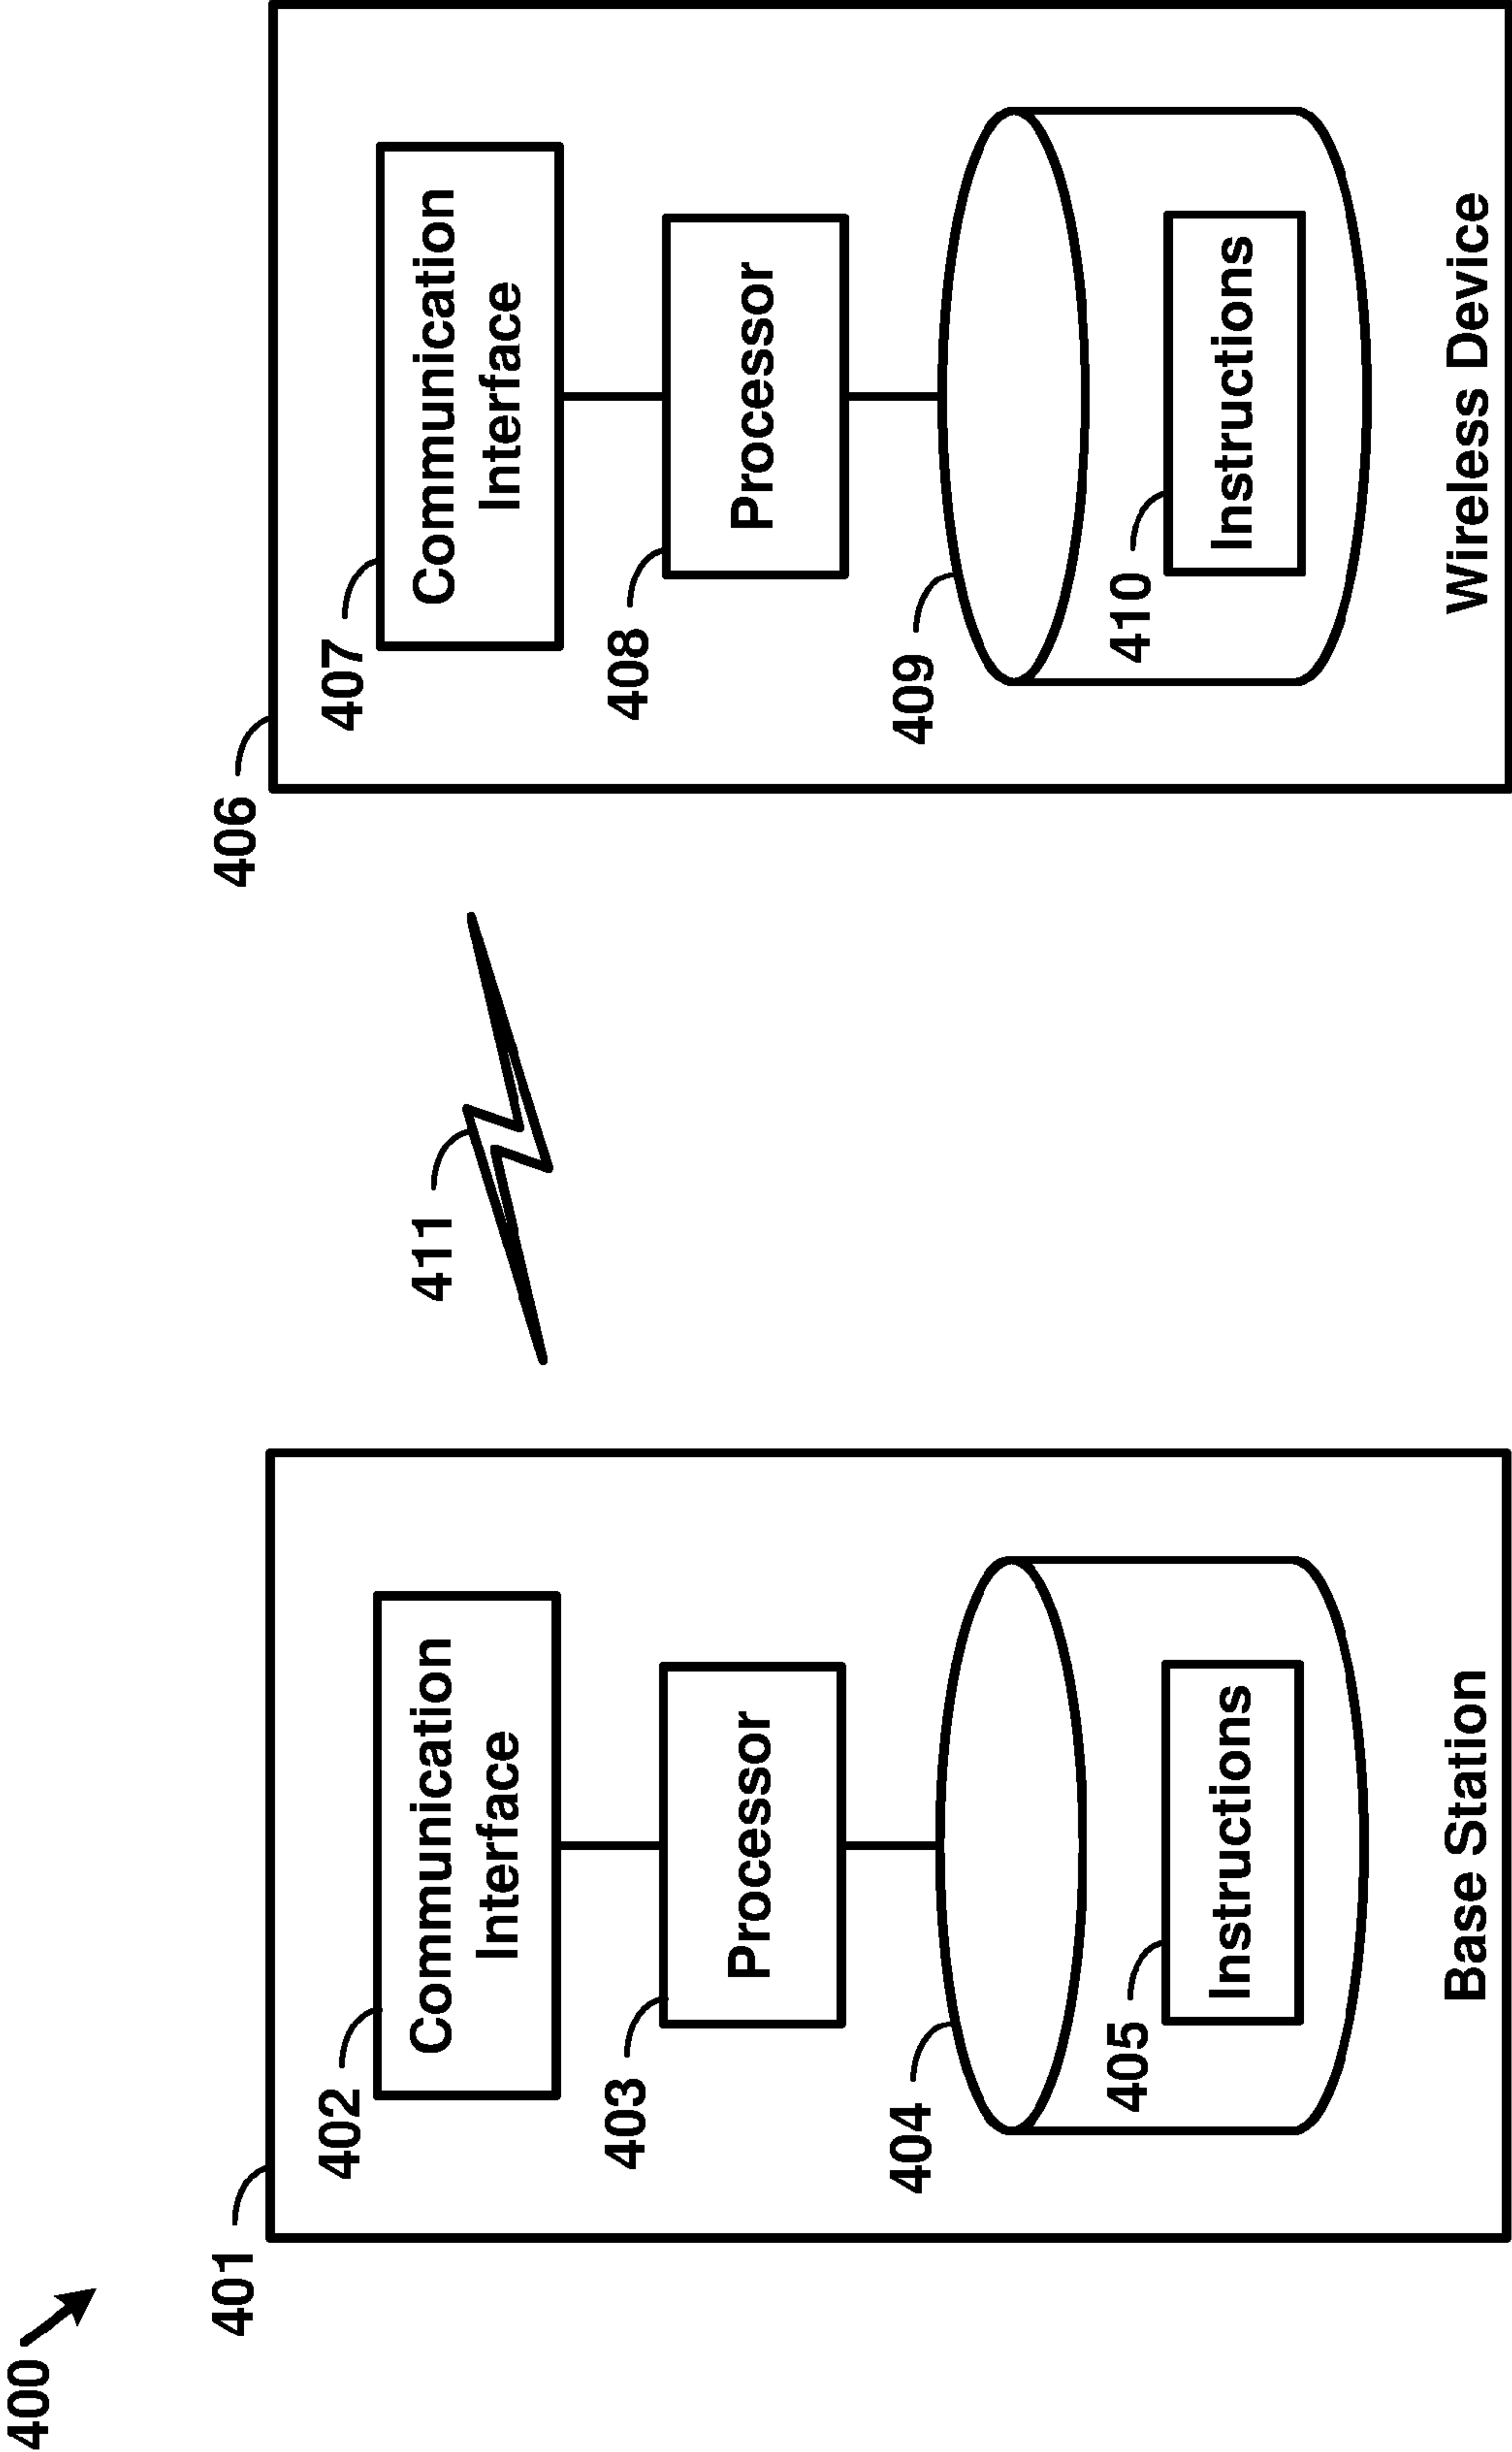 400
401
402
Communication
Interface
403
Processor
404
405
Instructions
Base Station
411
406
407
Communication
Interface
408
Processor
409
410
Instructions
Wireless Device